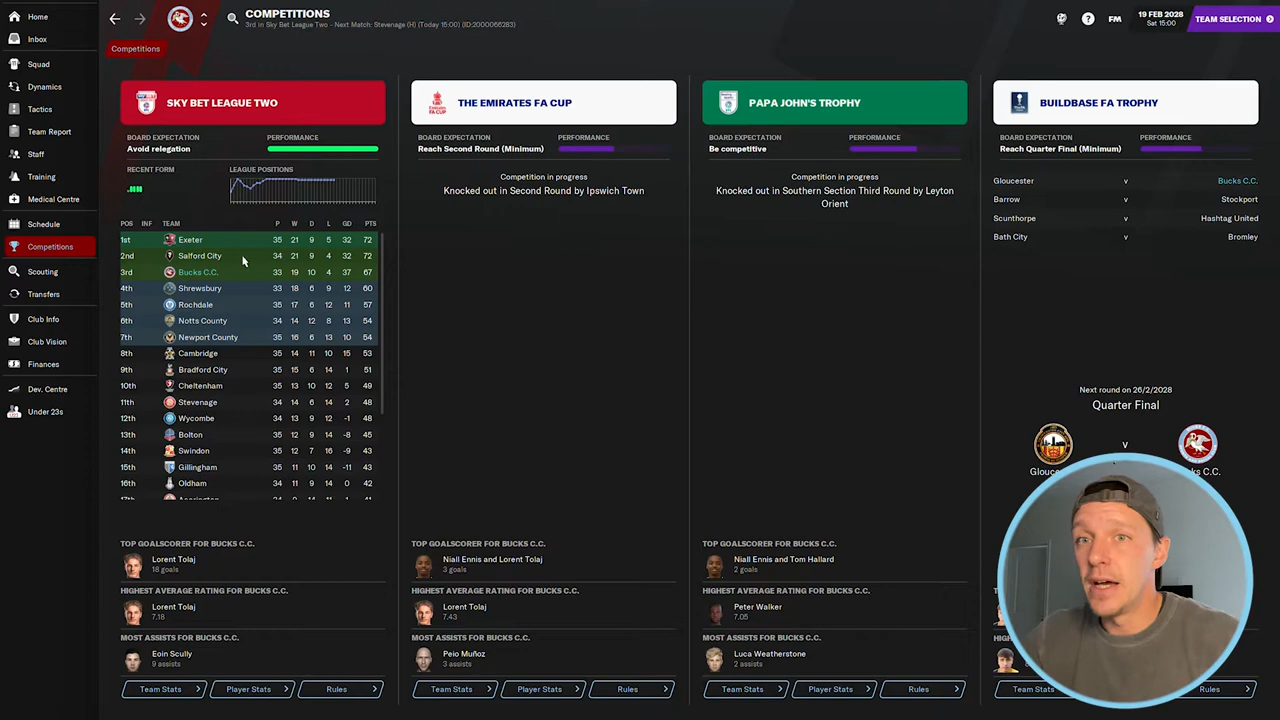 Home
COMPETITIONS
3rd in Sky Bet League Two - Next Match: Stevenage (H) (Today 15:00) (ID:2000066283)
FM
19 FEB 2028
Sat 15:00
TEAM SELECTION
Inbox
Squad
Dynamics
Tactics
Team Report
Staff
Training
Medical Centre
Schedule
Competitions
Scouting
Transfers
Club Info
Club Vision
Finances
Dev. Centre
Under 23s
Competitions
SKY BET LEAGUE TWO
BOARD EXPECTATION PERFORMANCE
Avoid relegation
RECENT FORM LEAGUE POSITIONS
POS INF TEAM P W D L GD PTS
1st Exeter 35 21 9 5 32 72
2nd Salford City 34 21 9 4 32 72
3rd Bucks C.C. 33 19 10 4 37 67
4th Shrewsbury 33 18 6 9 12 60
5th Rochdale 35 17 6 12 11 57
6th Notts County 34 14 12 8 13 54
7th Newport County 35 16 6 13 10 54
8th Cambridge 35 14 11 10 15 53
9th Bradford City 35 15 6 14 1 51
10th Cheltenham 35 13 10 12 5 49
11th Stevenage 34 14 6 14 2 48
12th Wycombe 34 13 9 12 -1 48
13th Bolton 35 12 9 14 -8 45
14th Swindon 35 12 7 16 -9 43
15th Gillingham 35 11 10 14 -11 43
16th Oldham 34 11 9 14 0 42
TOP GOALSCORER FOR BUCKS C.C.
Lorent Tolaj
18 goals
HIGHEST AVERAGE RATING FOR BUCKS C.C.
Lorent Tolaj
7.18
MOST ASSISTS FOR BUCKS C.C.
Eoin Scully
9 assists
Team Stats Player Stats Rules
THE EMIRATES FA CUP
BOARD EXPECTATION PERFORMANCE
Reach Second Round (Minimum)
Competition in progress
Knocked out in Second Round by Ipswich Town
TOP GOALSCORER FOR BUCKS C.C.
Niall Ennis and Lorent Tolaj
3 goals
HIGHEST AVERAGE RATING FOR BUCKS C.C.
Lorent Tolaj
7.43
MOST ASSISTS FOR BUCKS C.C.
Peio Muñoz
3 assists
Team Stats Player Stats Rules
PAPA JOHN'S TROPHY
BOARD EXPECTATION PERFORMANCE
Be competitive
Competition in progress
Knocked out in Southern Section Third Round by Leyton
Orient
TOP GOALSCORER FOR BUCKS C.C.
Niall Ennis and Tom Hallard
2 goals
HIGHEST AVERAGE RATING FOR BUCKS C.C.
Peter Walker
7.05
MOST ASSISTS FOR BUCKS C.C.
Luca Weatherstone
2 assists
Team Stats Player Stats Rules
BUILDBASE FA TROPHY
BOARD EXPECTATION PERFORMANCE
Reach Quarter Final (Minimum)
Gloucester v Bucks C.C.
Barrow v Stockport
Scunthorpe v Hashtag United
Bath City v Bromley
Next round on 26/2/2028
Quarter Final
v
Team Stats Rules